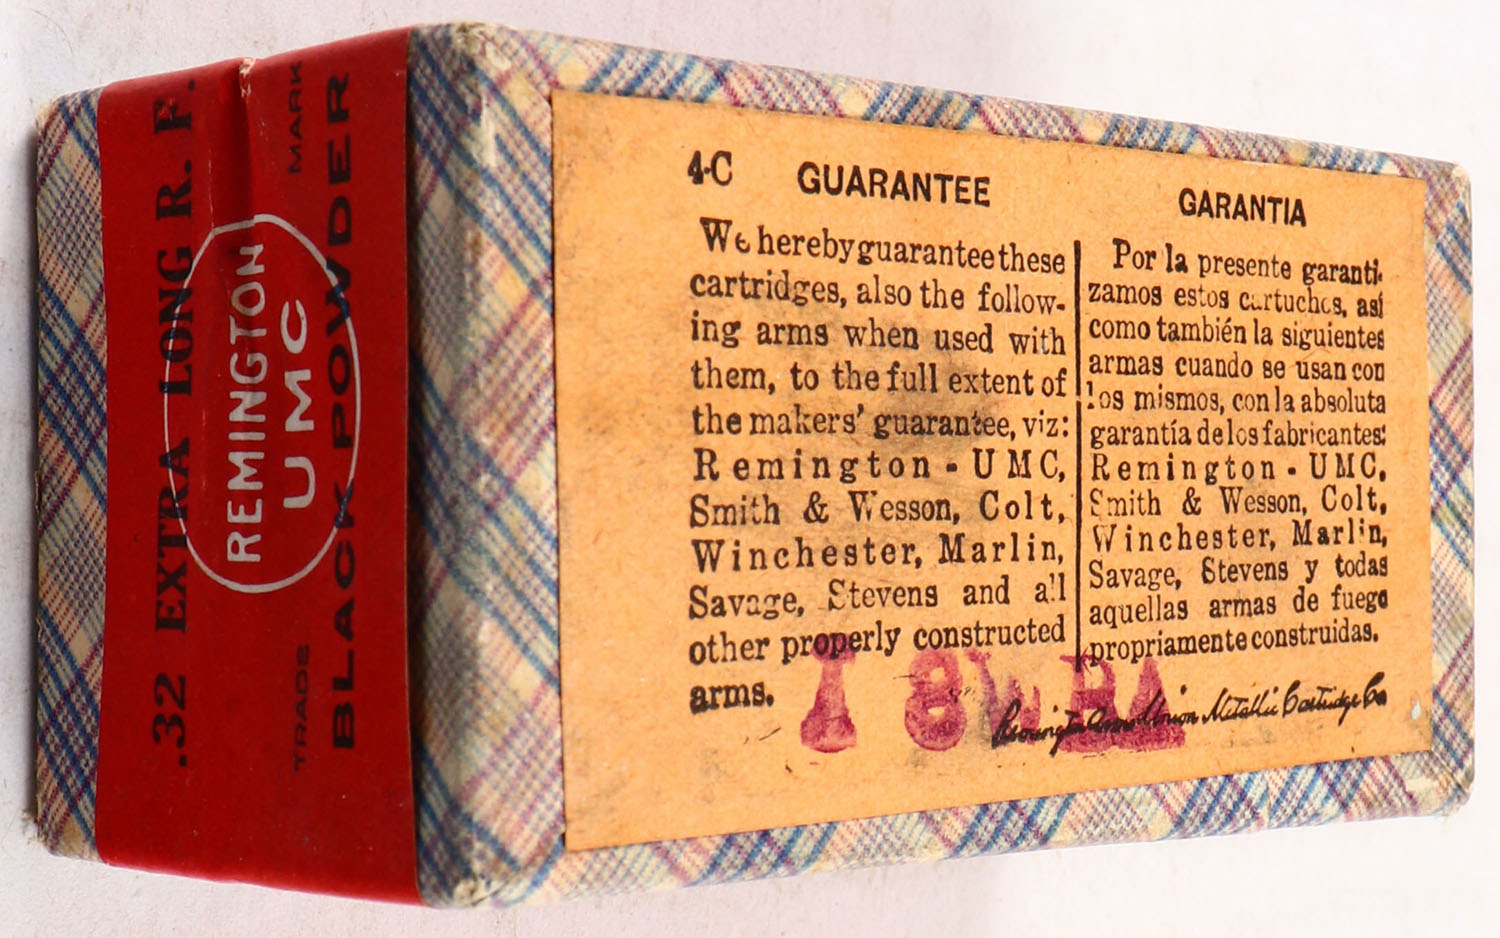 .32 EXTRA LONG R. F.
REMINGTON
UMC
TRADE MARK
BLACK POWDER
4-C GUARANTEE
We hereby guarantee these
cartridges, also the follow-
ing arms when used with
them, to the full extent of
the makers' guarantee, viz:
Remington - UMC,
Smith & Wesson, Colt,
Winchester, Marlin,
Savage, Stevens and all
other properly constructed
arms.
GARANTIA
Por la presente garanti-
zamos estos cartuchos, así
como también la siguientes
armas cuando se usan con
los mismos, con la absoluta
garantía de los fabricantes:
Remington - UMC,
Smith & Wesson, Colt,
Winchester, Marlin,
Savage, Stevens y todas
aquellas armas de fuego
propriamente construidas.
Remington Arms Union Metallic Cartridge Co